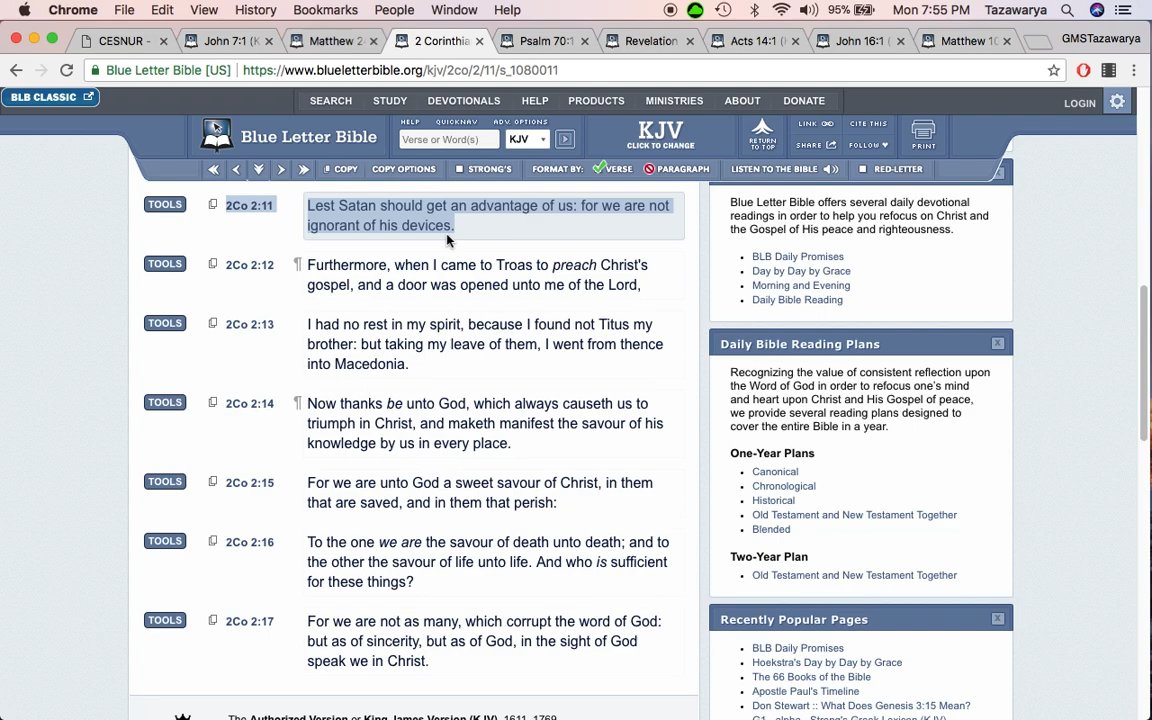 Chrome File Edit View History Bookmarks People Window Help 95% Mon 7:55 PM Tazawarya
CESNUR - John 7:1 (K Matthew 2 2 Corinthia Psalm 70:1 Revelation Acts 14:1 ( John 16:1 ( Matthew 10 GMSTazawarya
Blue Letter Bible [US] https://www.blueletterbible.org/kjv/2co/2/11/s_1080011
BLB CLASSIC
SEARCH STUDY DEVOTIONALS HELP PRODUCTS MINISTRIES ABOUT DONATE LOGIN
Blue Letter Bible
HELP QUICKNAV ADV. OPTIONS
Verse or Word(s) KJV
KJV
CLICK TO CHANGE
RETURN
TO TOP
LINK CITE THIS
SHARE FOLLOW
PRINT
COPY COPY OPTIONS STRONG'S FORMAT BY: VERSE PARAGRAPH LISTEN TO THE BIBLE RED-LETTER
TOOLS 2Co 2:11 Lest Satan should get an advantage of us: for we are not
ignorant of his devices.
TOOLS 2Co 2:12 ¶ Furthermore, when I came to Troas to preach Christ's
gospel, and a door was opened unto me of the Lord,
TOOLS 2Co 2:13 I had no rest in my spirit, because I found not Titus my
brother: but taking my leave of them, I went from thence
into Macedonia.
TOOLS 2Co 2:14 ¶ Now thanks be unto God, which always causeth us to
triumph in Christ, and maketh manifest the savour of his
knowledge by us in every place.
TOOLS 2Co 2:15 For we are unto God a sweet savour of Christ, in them
that are saved, and in them that perish:
TOOLS 2Co 2:16 To the one we are the savour of death unto death; and to
the other the savour of life unto life. And who is sufficient
for these things?
TOOLS 2Co 2:17 For we are not as many, which corrupt the word of God:
but as of sincerity, but as of God, in the sight of God
speak we in Christ.
The Authorized Version or King James Version (KJV), 1611, 1769.
Blue Letter Bible offers several daily devotional
readings in order to help you refocus on Christ and
the Gospel of His peace and righteousness.
BLB Daily Promises
Day by Day by Grace
Morning and Evening
Daily Bible Reading
Daily Bible Reading Plans
Recognizing the value of consistent reflection upon
the Word of God in order to refocus one's mind
and heart upon Christ and His Gospel of peace,
we provide several reading plans designed to
cover the entire Bible in a year.
One-Year Plans
Canonical
Chronological
Historical
Old Testament and New Testament Together
Blended
Two-Year Plan
Old Testament and New Testament Together
Recently Popular Pages
BLB Daily Promises
Hoekstra's Day by Day by Grace
The 66 Books of the Bible
Apostle Paul's Timeline
Don Stewart :: What Does Genesis 3:15 Mean?
G1 - alpha - Strong's Greek Lexicon (KJV)